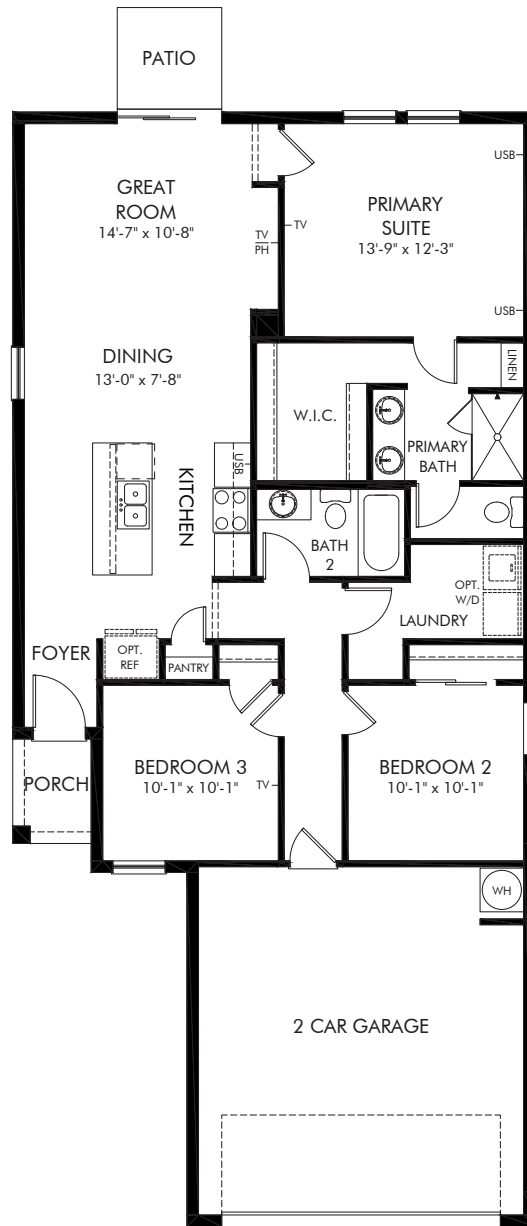 PATIO
GREAT
ROOM
14'-7" x 10'-8"
USB
TV
PRIMARY
SUITE
13'-9" x 12'-3"
TV
PH
USB
DINING
13'-0" x 7'-8"
LINEN
W.I.C.
PRIMARY
BATH
USB
KITCHEN
BATH
2
OPT.
W/D
LAUNDRY
FOYER
OPT.
REF
PANTRY
PORCH
BEDROOM 3
10'-1" x 10'-1"
TV
BEDROOM 2
10'-1" x 10'-1"
WH
2 CAR GARAGE